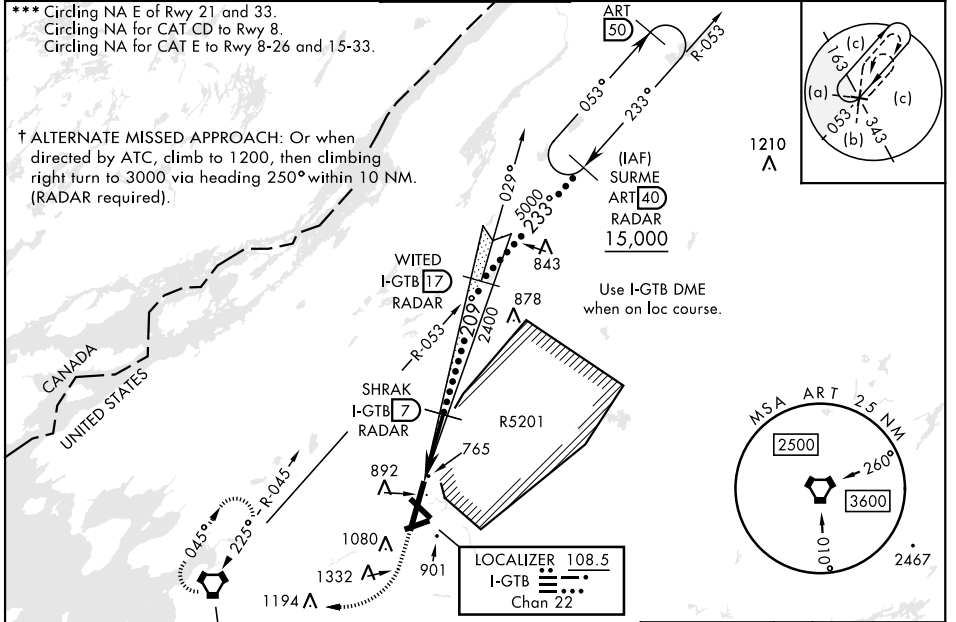 *** Circling NA E of Rwy 21 and 33.
Circling NA for CAT CD to Rwy 8.
Circling NA for CAT E to Rwy 8-26 and 15-33.
† ALTERNATE MISSED APPROACH: Or when
directed by ATC, climb to 1200, then climbing
right turn to 3000 via heading 250° within 10 NM.
(RADAR required).
ART
50
R-053
053°
233°
(IAF)
SURME
ART 40
RADAR
15,000
1210
(c)
163
(a)
(c)
053
(b)
343
029°
5000
233°
843
WITED
I-GTB 17
RADAR
878
Use I-GTB DME
when on loc course.
209°
2400
R-053
CANADA
UNITED STATES
SHRAK
I-GTB 7
RADAR
R5201
765
892
1080
901
1332
1194
045°
225°
R-045
LOCALIZER 108.5
I-GTB
Chan 22
MSA ART 25 NM
2500
260°
3600
010°
2467